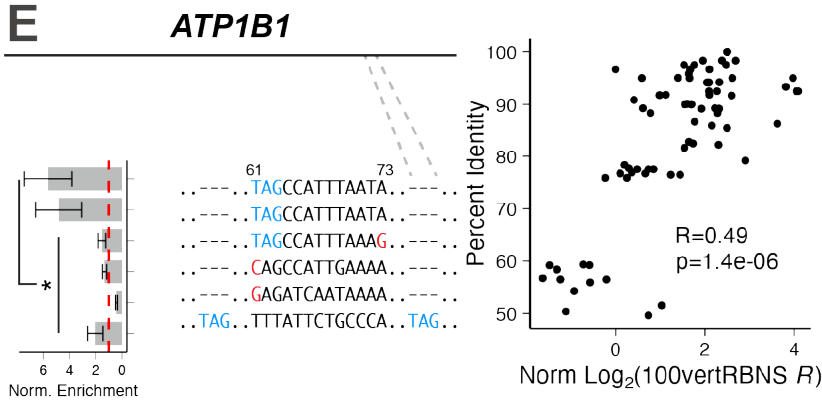 E
ATP1B1
61 73
..---..TAGCCATTTAATA..---..
..---..TAGCCATTTAATA..---..
..---..TAGCCATTTAAAG..---..
..---..CAGCCATTGAAAA..---..
..---..GAGATCAATAAAA..---..
..TAG..TTTATTCTGCCCA..TAG..
*
6 4 2 0
Norm. Enrichment
Percent Identity
100
90
80
70
60
50
R=0.49
p=1.4e-06
0 2 4
Norm Log₂(100vertRBNS R)